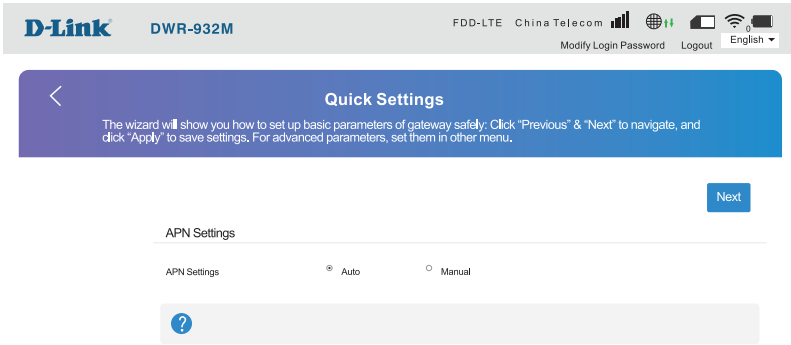 D-Link DWR-932M FDD-LTE China Telecom 0
Modify Login Password Logout English
Quick Settings
The wizard will show you how to set up basic parameters of gateway safely: Click “Previous” & “Next” to navigate, and
click “Apply” to save settings. For advanced parameters, set them in other menu.
Next
APN Settings
APN Settings Auto Manual
?